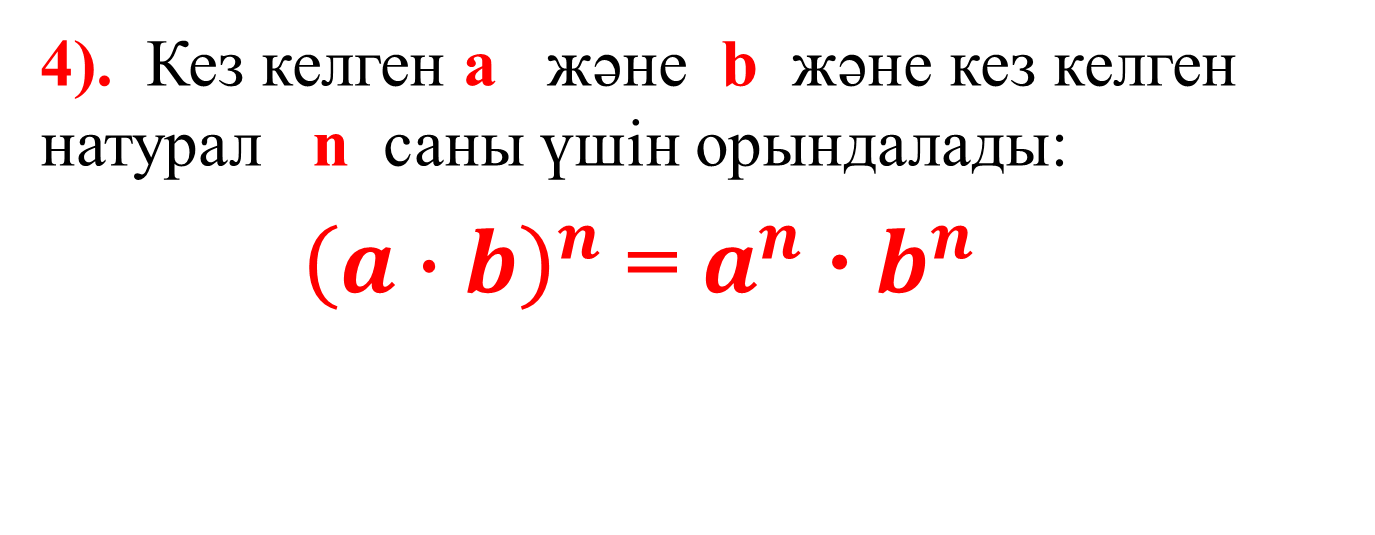 4). Кез келген a және b және кез келген
натурал n саны үшін орындалады:
(a · b)ⁿ = aⁿ · bⁿ